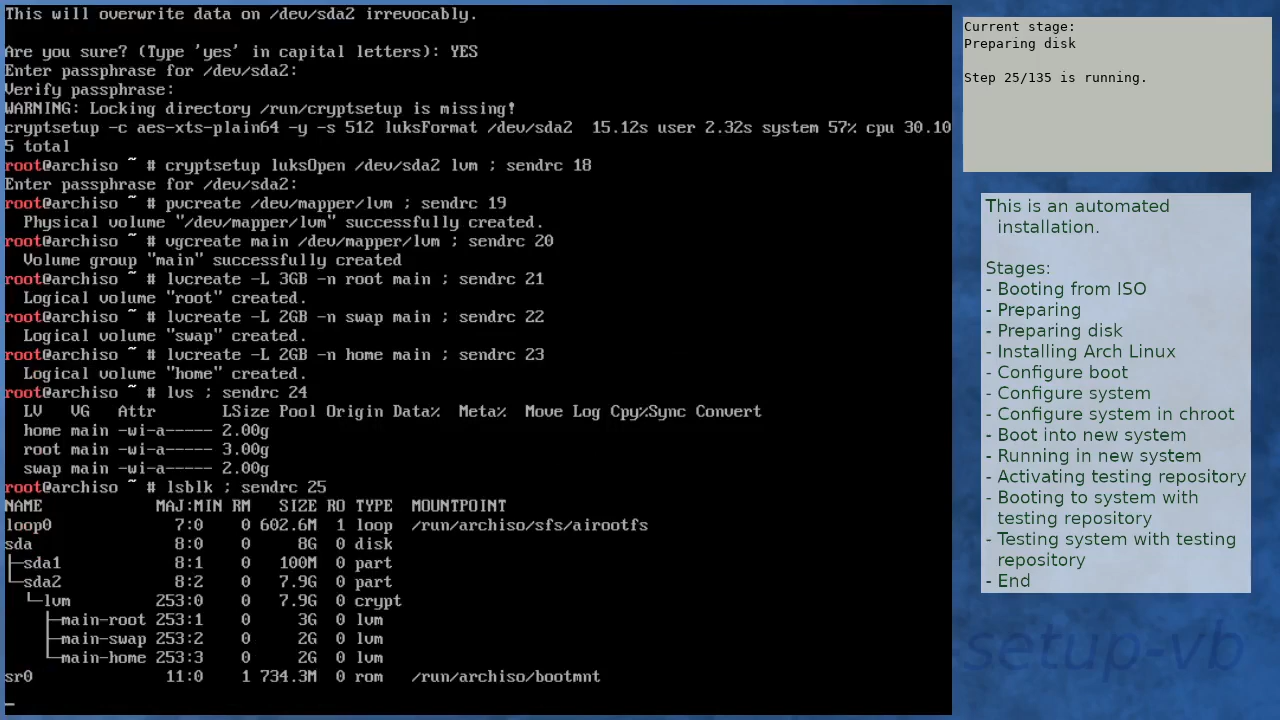 This will overwrite data on /dev/sda2 irrevocably.
Are you sure? (Type 'yes' in capital letters): YES
Enter passphrase for /dev/sda2:
Verify passphrase:
WARNING: Locking directory /run/cryptsetup is missing!
cryptsetup -c aes-xts-plain64 -y -s 512 luksFormat /dev/sda2  15.12s user 2.32s system 57% cpu 30.10
5 total
root@archiso ~ # cryptsetup luksOpen /dev/sda2 lvm ; sendrc 18
Enter passphrase for /dev/sda2:
root@archiso ~ # pvcreate /dev/mapper/lvm ; sendrc 19
  Physical volume "/dev/mapper/lvm" successfully created.
root@archiso ~ # vgcreate main /dev/mapper/lvm ; sendrc 20
  Volume group "main" successfully created
root@archiso ~ # lvcreate -L 3GB -n root main ; sendrc 21
  Logical volume "root" created.
root@archiso ~ # lvcreate -L 2GB -n swap main ; sendrc 22
  Logical volume "swap" created.
root@archiso ~ # lvcreate -L 2GB -n home main ; sendrc 23
  Logical volume "home" created.
root@archiso ~ # lvs ; sendrc 24
  LV   VG   Attr       LSize Pool Origin Data%  Meta%  Move Log Cpy%Sync Convert
  home main -wi-a----- 2.00g
  root main -wi-a----- 3.00g
  swap main -wi-a----- 2.00g
root@archiso ~ # lsblk ; sendrc 25
NAME            MAJ:MIN RM   SIZE RO TYPE  MOUNTPOINT
loop0             7:0    0 602.6M  1 loop  /run/archiso/sfs/airootfs
sda               8:0    0     8G  0 disk
├─sda1            8:1    0   100M  0 part
└─sda2            8:2    0   7.9G  0 part
  └─lvm         253:0    0   7.9G  0 crypt
    ├─main-root 253:1    0     3G  0 lvm
    ├─main-swap 253:2    0     2G  0 lvm
    └─main-home 253:3    0     2G  0 lvm
sr0              11:0    1 734.3M  0 rom   /run/archiso/bootmnt
Current stage:
Preparing disk
Step 25/135 is running.
This is an automated
installation.
Stages:
- Booting from ISO
- Preparing
- Preparing disk
- Installing Arch Linux
- Configure boot
- Configure system
- Configure system in chroot
- Boot into new system
- Running in new system
- Activating testing repository
- Booting to system with
testing repository
- Testing system with testing
repository
- End
setup-vb